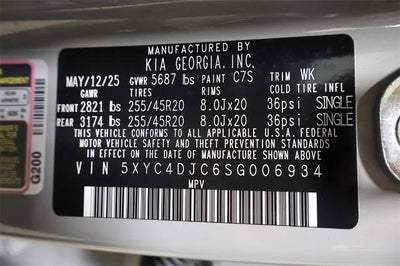 MANUFACTURED BY
KIA GEORGIA, INC.
MAY/12/25 GVWR 5687 lbs PAINT C7S TRIM WK
GAWR TIRES RIMS COLD TIRE INFL
FRONT 2821 lbs 255/45R20 8.0Jx20 36psi SINGLE
REAR 3174 lbs 255/45R20 8.0Jx20 36psi SINGLE
THIS VEHICLE CONFORMS TO ALL APPLICABLE U.S.A. FEDERAL
MOTOR VEHICLE SAFETY AND THEFT PREVENTION STANDARDS
IN EFFECT ON THE DATE OF MANUFACTURE SHOWN ABOVE
VIN 5XYC4DJC6SG006934
MPV
G200